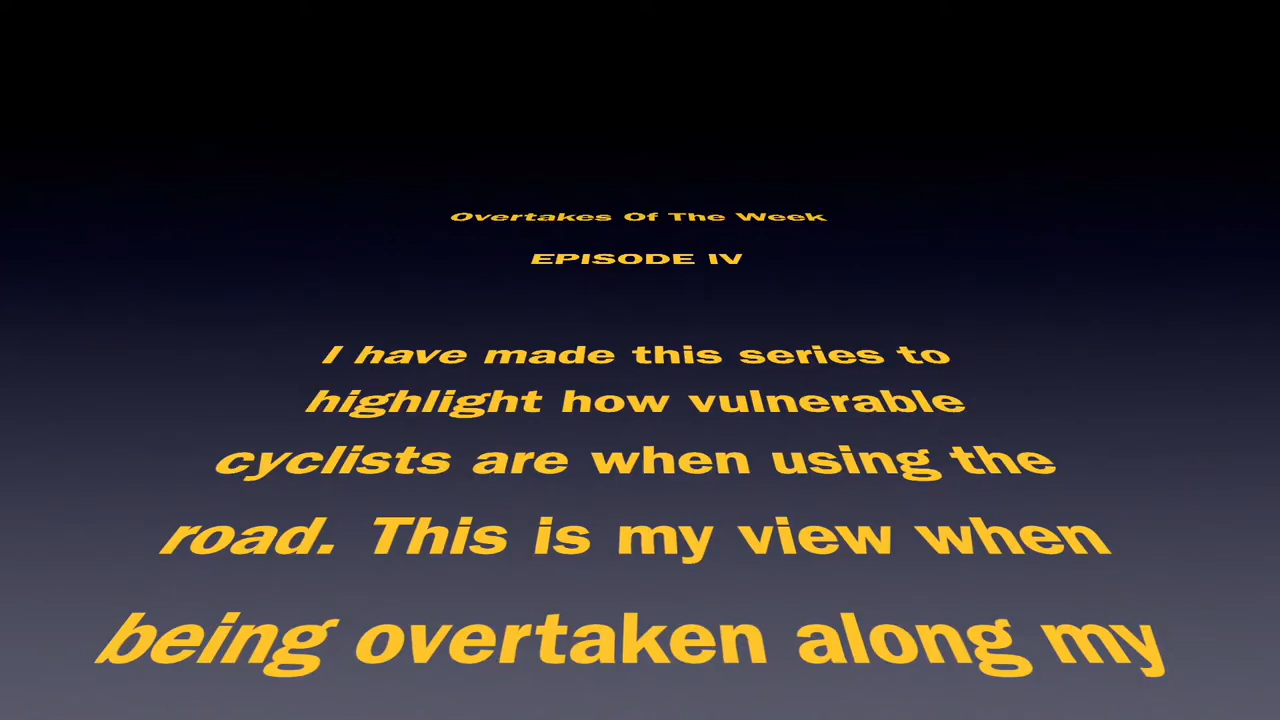 Overtakes Of The Week
EPISODE IV
I have made this series to
highlight how vulnerable
cyclists are when using the
road. This is my view when
being overtaken along my